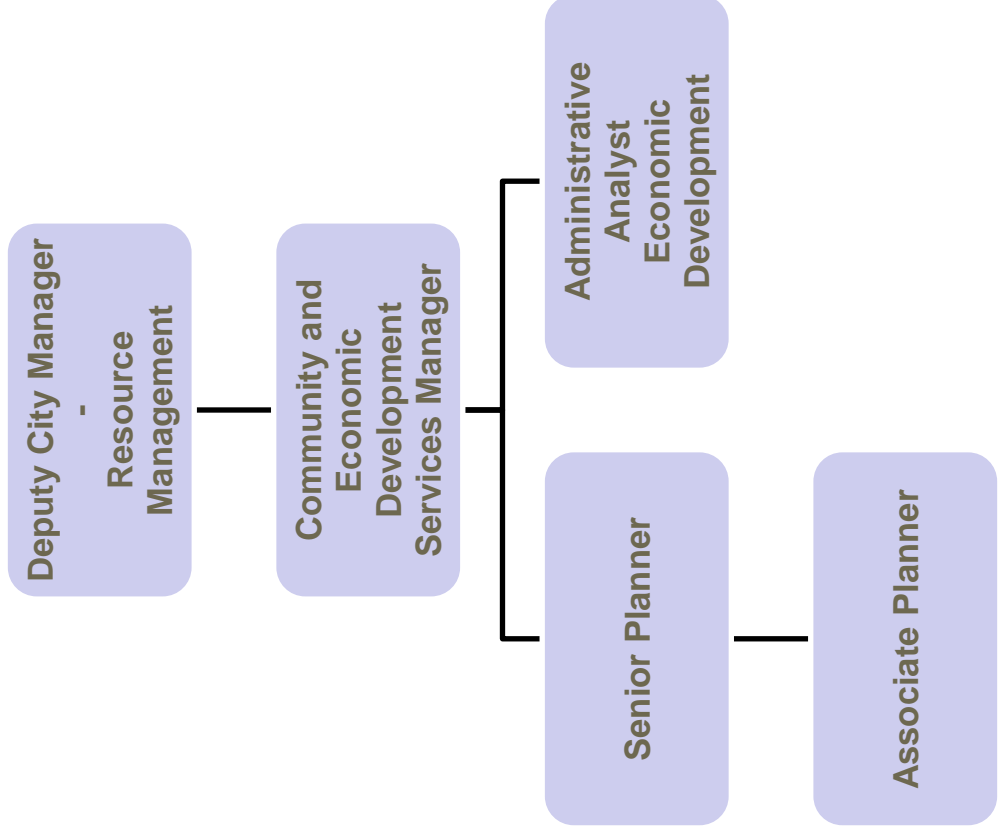 Deputy City Manager
-
Resource
Management
Community and
Economic
Development
Services Manager
Senior Planner
Administrative
Analyst
Economic
Development
Associate Planner